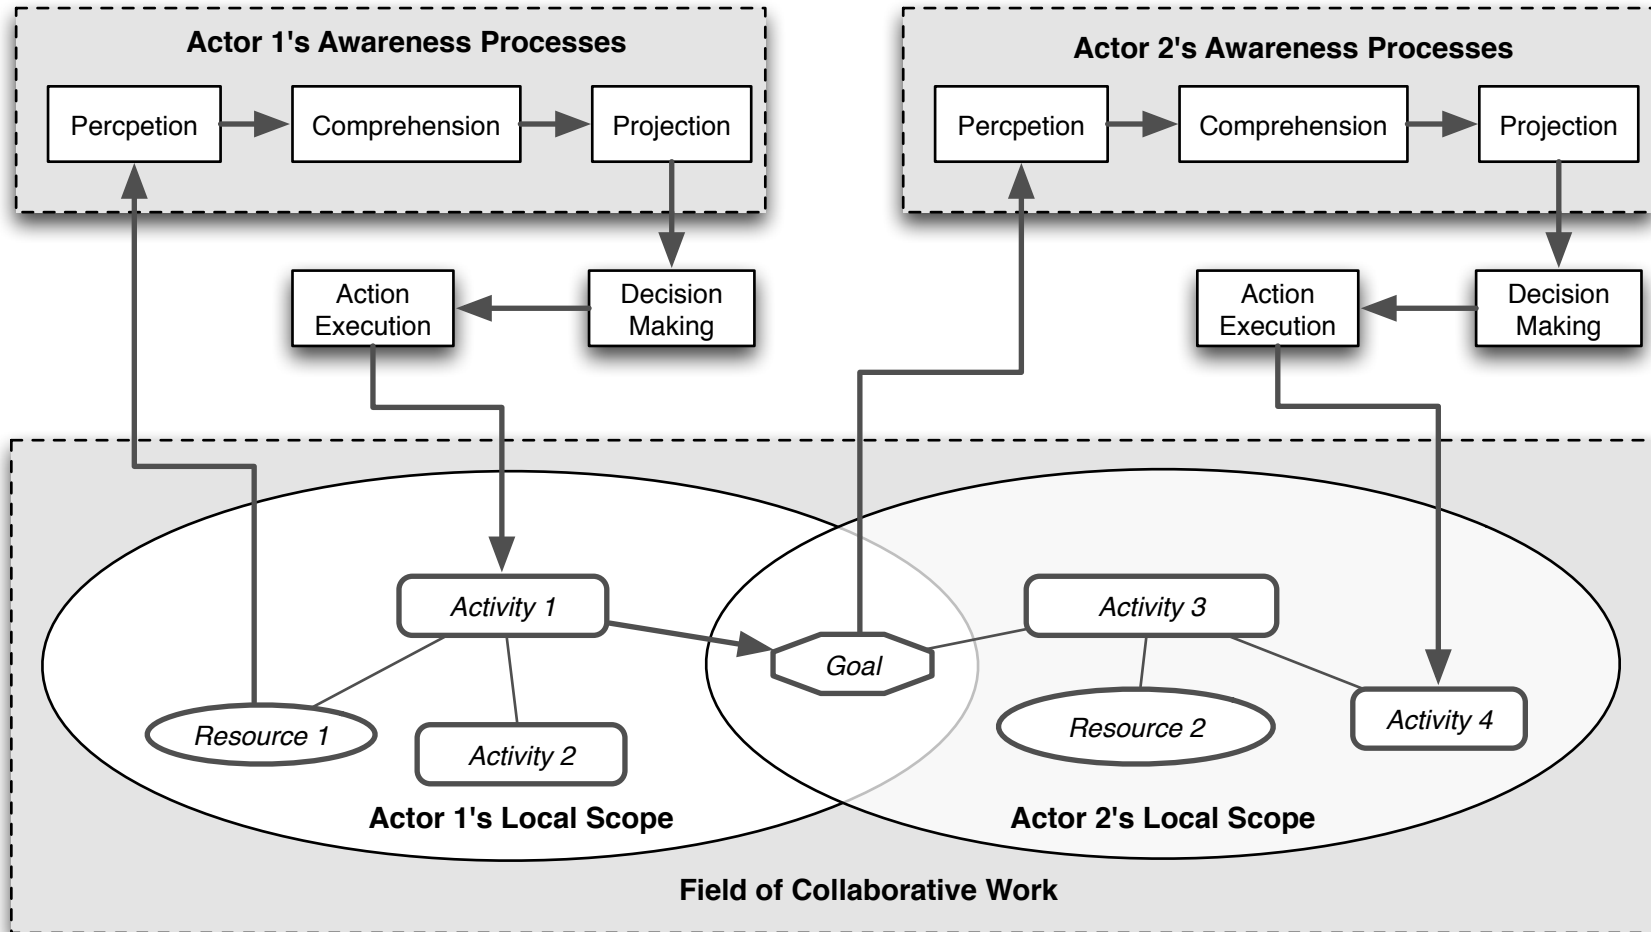 Actor 1's Awareness Processes
Percpetion
Comprehension
Projection
Action
Execution
Decision
Making
Actor 2's Awareness Processes
Percpetion
Comprehension
Projection
Action
Execution
Decision
Making
Activity 1
Resource 1
Activity 2
Actor 1's Local Scope
Goal
Activity 3
Resource 2
Activity 4
Actor 2's Local Scope
Field of Collaborative Work